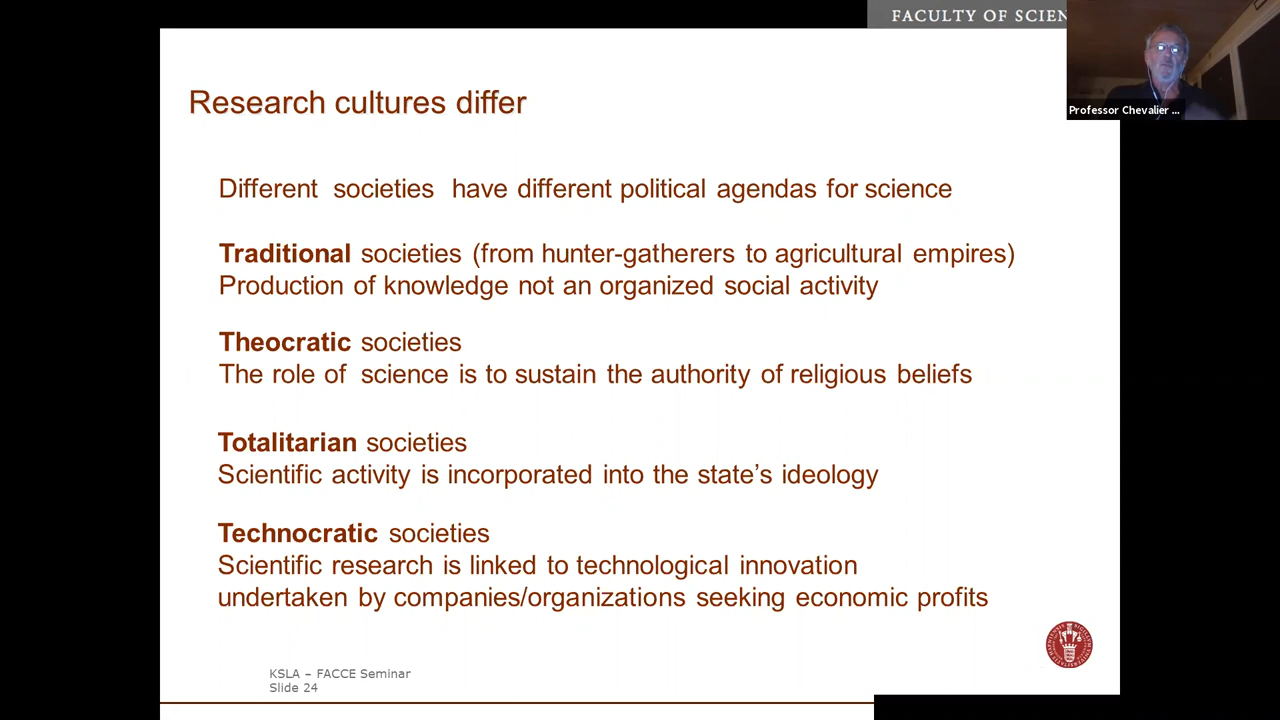 FACULTY OF SCIEN
Professor Chevalier ...
Research cultures differ
Different societies have different political agendas for science
Traditional societies (from hunter-gatherers to agricultural empires)
Production of knowledge not an organized social activity
Theocratic societies
The role of science is to sustain the authority of religious beliefs
Totalitarian societies
Scientific activity is incorporated into the state’s ideology
Technocratic societies
Scientific research is linked to technological innovation
undertaken by companies/organizations seeking economic profits
KSLA – FACCE Seminar
Slide 24